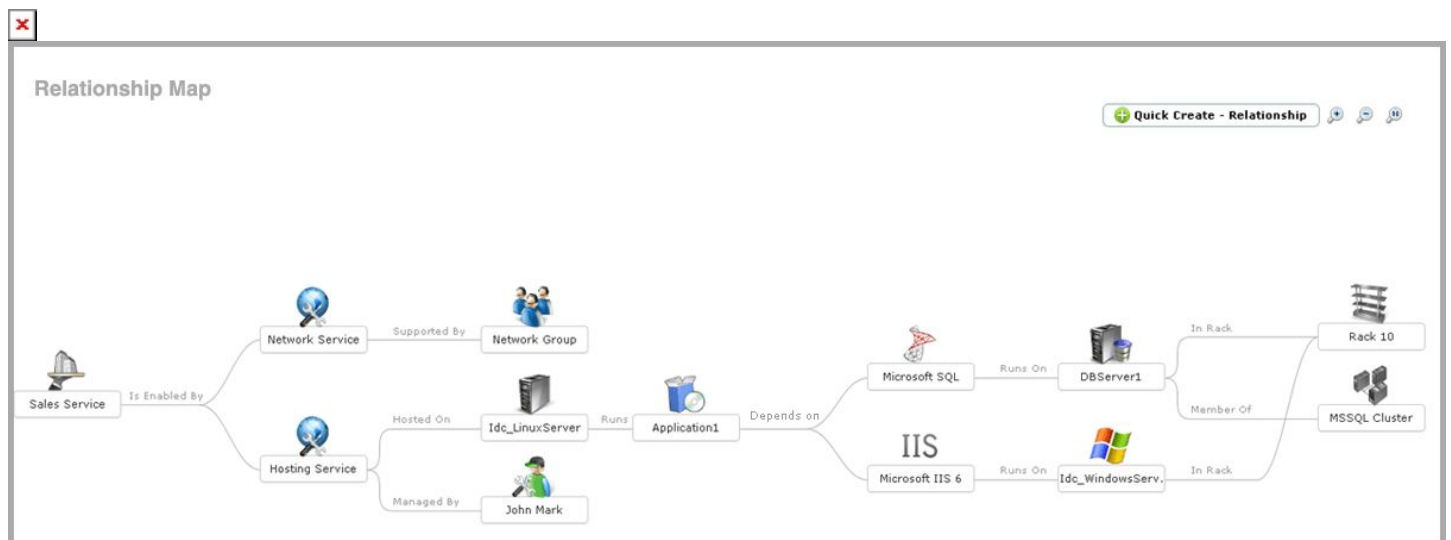 Relationship Map
Quick Create - Relationship
Network Service
Supported By
Network Group
In Rack
Rack 10
Microsoft SQL
Runs On
DBServer1
Sales Service
Is Enabled By
Member Of
MSSQL Cluster
Hosted On
Idc_LinuxServer
Runs
Application1
Depends on
IIS
Hosting Service
Microsoft IIS 6
Runs On
Idc_WindowsServ.
In Rack
Managed By
John Mark